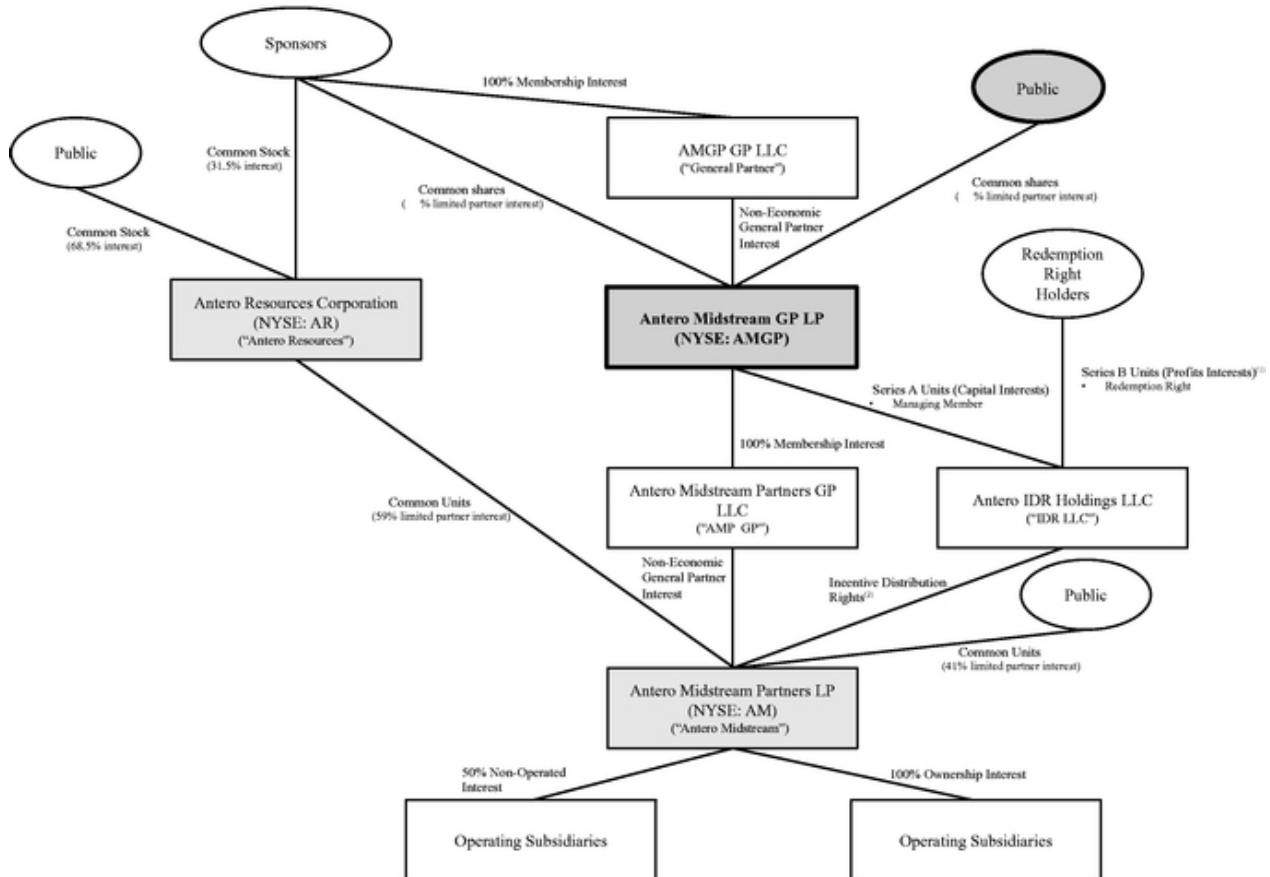 Sponsors
100% Membership Interest
Public
Public
Common Stock
(31.5% interest)
AMGP GP LLC
(“General Partner”)
Common shares
( % limited partner interest)
Common shares
( % limited partner interest)
Non-Economic
General Partner
Interest
Common Stock
(68.5% interest)
Redemption
Right
Holders
Antero Resources Corporation
(NYSE: AR)
(“Antero Resources”)
Antero Midstream GP LP
(NYSE: AMGP)
Series A Units (Capital Interests)
• Managing Member
Series B Units (Profits Interests)(1)
• Redemption Right
100% Membership Interest
Common Units
(59% limited partner interest)
Antero Midstream Partners GP
LLC
(“AMP GP”)
Antero IDR Holdings LLC
(“IDR LLC”)
Non-Economic
General Partner
Interest
Incentive Distribution
Rights(2)
Public
Common Units
(41% limited partner interest)
Antero Midstream Partners LP
(NYSE: AM)
(“Antero Midstream”)
50% Non-Operated
Interest
100% Ownership Interest
Operating Subsidiaries
Operating Subsidiaries